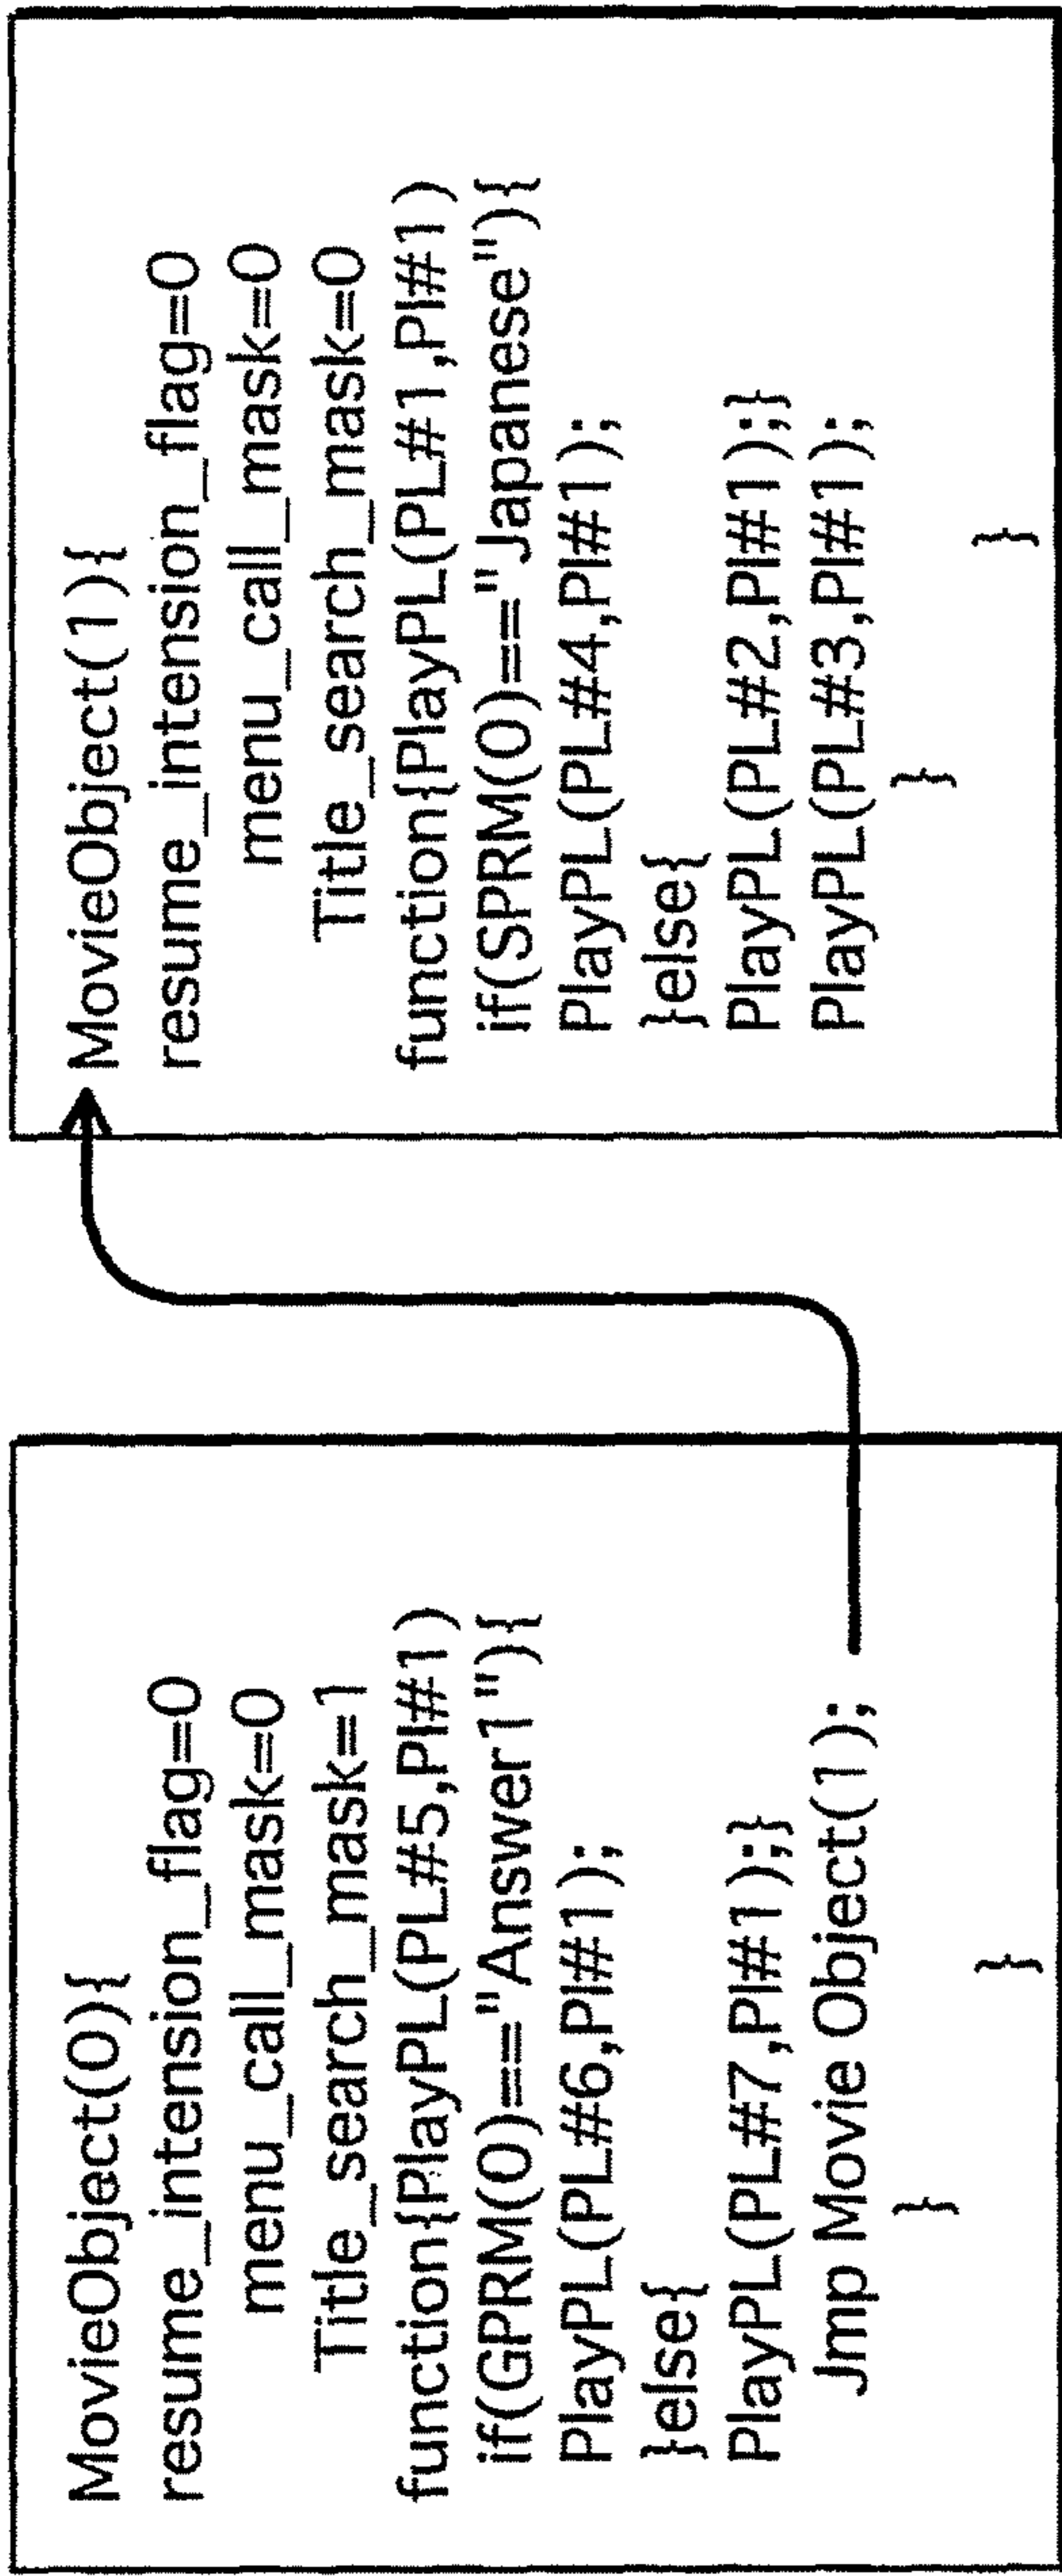 MovieObject(0){
resume_intension_flag=0
menu_call_mask=0
Title_search_mask=1
function{PlayPL(PL#5,PI#1)
if(GPRM(0)=="Answer1"){
PlayPL(PL#6,PI#1);
}else{
PlayPL(PL#7,PI#1);}
Jmp Movie Object(1);
}
}
MovieObject(1){
resume_intension_flag=0
menu_call_mask=0
Title_search_mask=0
function{PlayPL(PL#1,PI#1)
if(SPRM(0)=="Japanese"){
PlayPL(PL#4,PI#1);
}else{
PlayPL(PL#2,PI#1);}
PlayPL(PL#3,PI#1);
}
}